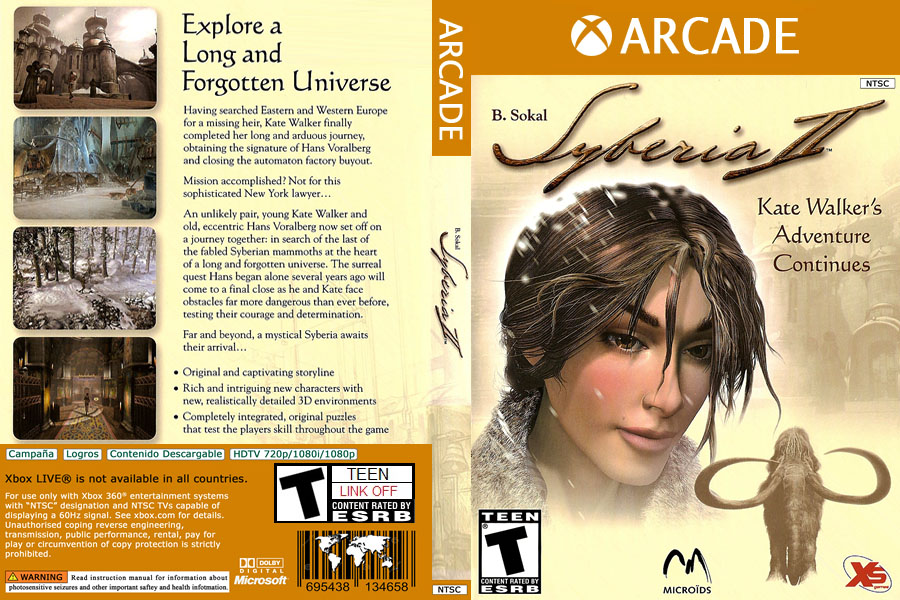 Explore a
Long and
Forgotten Universe
Having searched Eastern and Western Europe
for a missing heir, Kate Walker finally
completed her long and arduous journey,
obtaining the signature of Hans Voralberg
and closing the automaton factory buyout.
Mission accomplished? Not for this
sophisticated New York lawyer...
An unlikely pair, young Kate Walker and
old, eccentric Hans Voralberg now set off on
a journey together: in search of the last of
the fabled Syberian mammoths at the heart
of a long and forgotten universe. The surreal
quest Hans began alone several years ago will
come to a final close as he and Kate face
obstacles far more dangerous than ever before,
testing their courage and determination.
Far and beyond, a mystical Syberia awaits
their arrival...
• Original and captivating storyline
• Rich and intriguing new characters with
new, realistically detailed 3D environments
• Completely integrated, original puzzles
that test the players skill throughout the game
Campaña Logros Contenido Descargable HDTV 720p/1080i/1080p
Xbox LIVE® is not available in all countries.
For use only with Xbox 360® entertainment systems
with “NTSC” designation and NTSC TVs capable of
displaying a 60Hz signal. See xbox.com for details.
Unauthorised coping reverse engineering,
transmission, public performance, rental, pay for
play or circumvention of copy protection is strictly
prohibited.
WARNING Read instruction manual for information about
photosensitive seizures and other important saftey and health infotmation.
DOLBY
DIGITAL
Microsoft®
T
TEEN
LINK OFF
CONTENT RATED BY
ESRB
695438 134658
ARCADE
B. Sokal
Syberia II
NTSC
ARCADE
NTSC
B. Sokal
Syberia II™
Kate Walker's
Adventure
Continues
TEEN
T®
CONTENT RATED BY
ESRB
MICROÏDS
XS
games